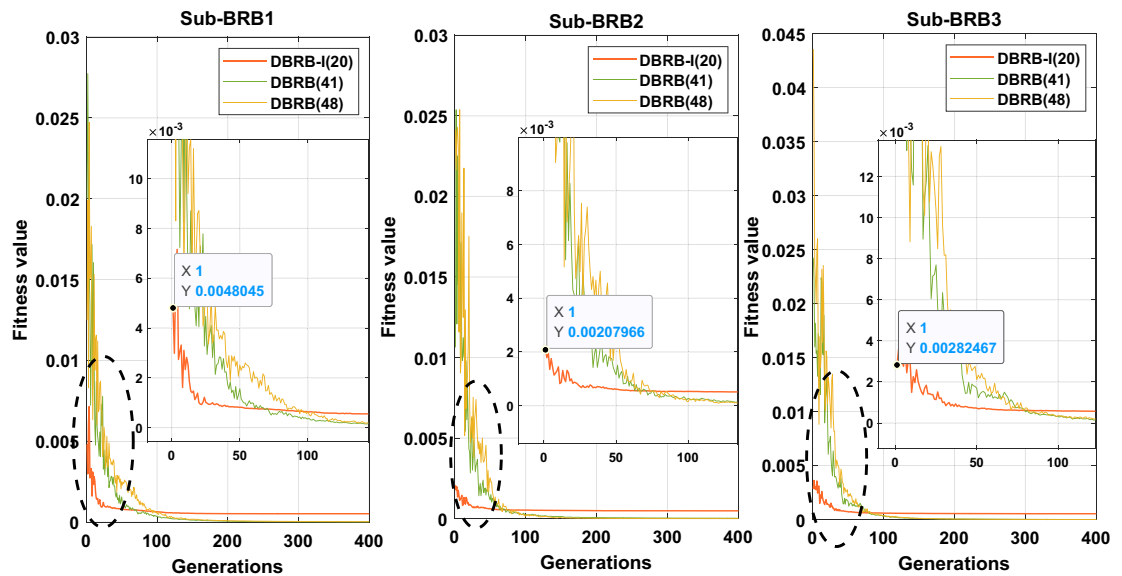 Sub-BRB1
Fitness value
0.03
0.025
0.02
0.015
0.01
0.005
0
DBRB-I(20)
DBRB(41)
DBRB(48)
×10-3
10
8
6
4
2
0
X 1
Y 0.0048045
0 100
0 100 200 300 400
Generations
Sub-BRB2
Fitness value
0.03
0.025
0.02
0.015
0.01
0.005
0
DBRB-I(20)
DBRB(41)
DBRB(48)
×10-3
8
6
4
2
0
X 1
Y 0.00207966
0 50 100
0 100 200 300 400
Generations
Sub-BRB3
Fitness value
0.045
0.04
0.035
0.03
0.025
0.02
0.015
0.01
0.005
0
DBRB-I(20)
DBRB(41)
DBRB(48)
×10-3
12
10
8
6
4
2
0
X 1
Y 0.00282467
0 50 100
0 100 200 300 400
Generations